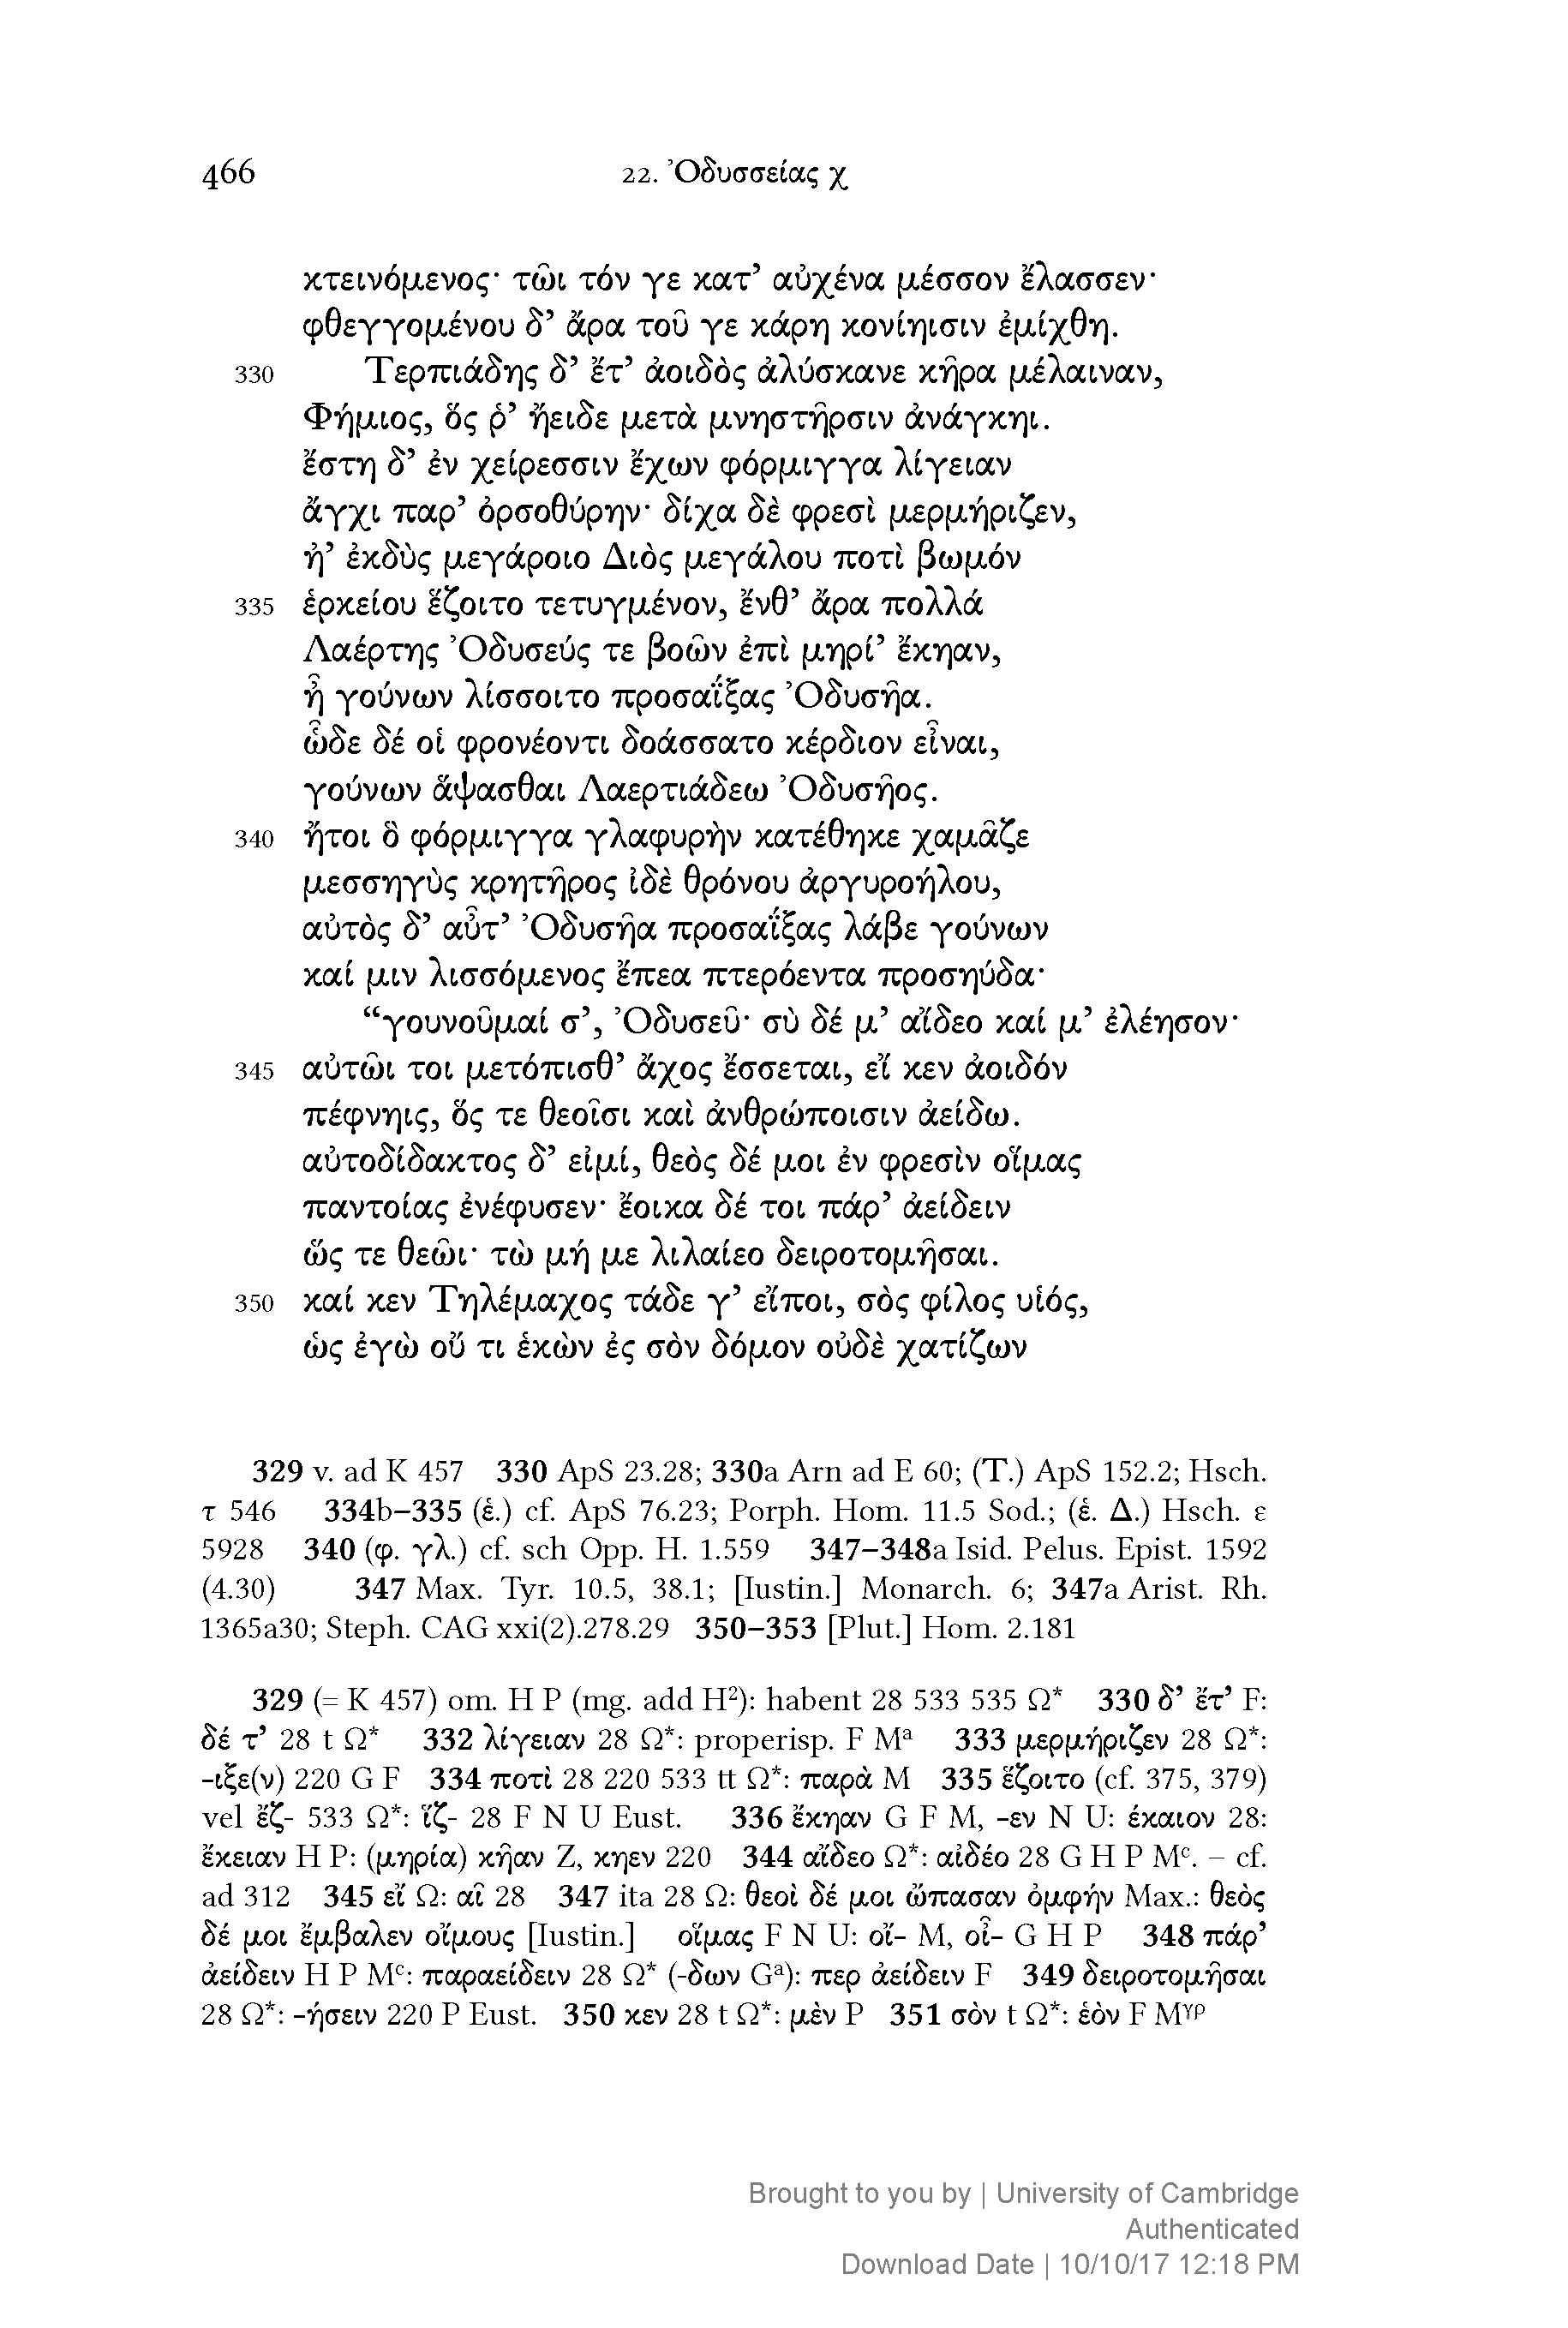 466 22. Ὀδυσσείας χ
κτεινόμενος· τῶι τόν γε κατ’ αὐχένα μέσσον ἔλασσεν·
φθεγγομένου δ’ ἄρα τοῦ γε κάρη κονίηισιν ἐμίχθη.
330 Τερπιάδης δ’ ἔτ’ ἀοιδὸς ἀλύσκανε κῆρα μέλαιναν,
Φήμιος, ὅς ῥ’ ἤειδε μετὰ μνηστῆρσιν ἀνάγκηι.
ἔστη δ’ ἐν χείρεσσιν ἔχων φόρμιγγα λίγειαν
ἄγχι παρ’ ὀρσοθύρην· δίχα δὲ φρεσὶ μερμήριζεν,
ἠ’ ἐκδὺς μεγάροιο Διὸς μεγάλου ποτὶ βωμόν
335 ἑρκείου ἕζοιτο τετυγμένον, ἔνθ’ ἄρα πολλά
Λαέρτης Ὀδυσεύς τε βοῶν ἐπὶ μηρί’ ἔκηαν,
ἦ γούνων λίσσοιτο προσαΐξας Ὀδυσῆα.
ὧδε δέ οἱ φρονέοντι δοάσσατο κέρδιον εἶναι,
γούνων ἅψασθαι Λαερτιάδεω Ὀδυσῆος.
340 ἤτοι ὃ φόρμιγγα γλαφυρὴν κατέθηκε χαμᾶζε
μεσσηγὺς κρητῆρος ἰδὲ θρόνου ἀργυροήλου,
αὐτὸς δ’ αὖτ’ Ὀδυσῆα προσαΐξας λάβε γούνων
καί μιν λισσόμενος ἔπεα πτερόεντα προσηύδα·
“γουνοῦμαί σ’, Ὀδυσεῦ· σὺ δέ μ’ αἴδεο καί μ’ ἐλέησον·
345 αὐτῶι τοι μετόπισθ’ ἄχος ἔσσεται, εἴ κεν ἀοιδόν
πέφνηις, ὅς τε θεοῖσι καὶ ἀνθρώποισιν ἀείδω.
αὐτοδίδακτος δ’ εἰμί, θεὸς δέ μοι ἐν φρεσὶν οἵμας
παντοίας ἐνέφυσεν· ἔοικα δέ τοι πάρ’ ἀείδειν
ὥς τε θεῶι· τὼ μή με λιλαίεο δειροτομῆσαι.
350 καί κεν Τηλέμαχος τάδε γ’ εἴποι, σὸς φίλος υἱός,
ὡς ἐγὼ οὔ τι ἑκὼν ἐς σὸν δόμον οὐδὲ χατίζων
329 v. ad K 457 330 ApS 23.28; 330a Arn ad E 60; (T.) ApS 152.2; Hsch.
τ 546 334b–335 (ἑ.) cf. ApS 76.23; Porph. Hom. 11.5 Sod.; (ἑ. Δ.) Hsch. ε
5928 340 (φ. γλ.) cf. sch Opp. H. 1.559 347–348a Isid. Pelus. Epist. 1592
(4.30) 347 Max. Tyr. 10.5, 38.1; [Iustin.] Monarch. 6; 347a Arist. Rh.
1365a30; Steph. CAG xxi(2).278.29 350–353 [Plut.] Hom. 2.181
329 (= K 457) om. H P (mg. add H²): habent 28 533 535 Ω* 330 δ’ ἔτ’ F:
δέ τ’ 28 t Ω* 332 λίγειαν 28 Ω*: properisp. F Mᵃ 333 μερμήριζεν 28 Ω*:
-ιξε(ν) 220 G F 334 ποτὶ 28 220 533 tt Ω*: παρὰ M 335 ἕζοιτο (cf. 375, 379)
vel ἔζ- 533 Ω*: ἵζ- 28 F N U Eust. 336 ἔκηαν G F M, -εν N U: έκαιον 28:
ἔκειαν H P: (μηρία) κῆαν Z, κηεν 220 344 αἴδεο Ω*: αἰδέο 28 G H P Mᶜ. – cf.
ad 312 345 εἴ Ω: αῖ 28 347 ita 28 Ω: θεοὶ δέ μοι ὤπασαν ὀμφήν Max.: θεὸς
δέ μοι ἔμβαλεν οἴμους [Iustin.] οἵμας F N U: οἴ- M, οἶ- G H P 348 πάρ’
ἀείδειν H P Mᶜ: παραείδειν 28 Ω* (-δων Gᵃ): περ ἀείδειν F 349 δειροτομῆσαι
28 Ω*: -ήσειν 220 P Eust. 350 κεν 28 t Ω*: μὲν P 351 σὸν t Ω*: ἑὸν F Mᵞᵖ
Brought to you by | University of Cambridge
Authenticated
Download Date | 10/10/17 12:18 PM